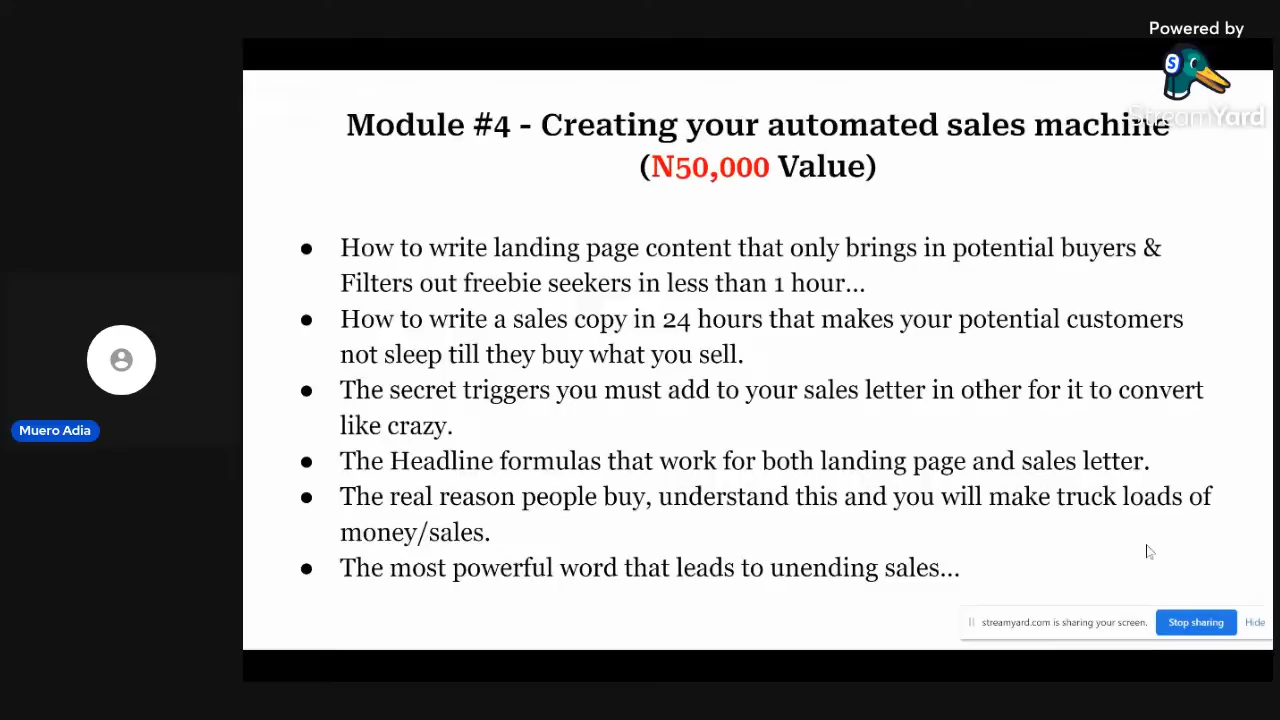 Powered by
StreamYard
Module #4 - Creating your automated sales machine
(N50,000 Value)
● How to write landing page content that only brings in potential buyers &
Filters out freebie seekers in less than 1 hour...
● How to write a sales copy in 24 hours that makes your potential customers
not sleep till they buy what you sell.
● The secret triggers you must add to your sales letter in other for it to convert
like crazy.
● The Headline formulas that work for both landing page and sales letter.
● The real reason people buy, understand this and you will make truck loads of
money/sales.
● The most powerful word that leads to unending sales...
Muero Adia
streamyard.com is sharing your screen.
Stop sharing
Hide